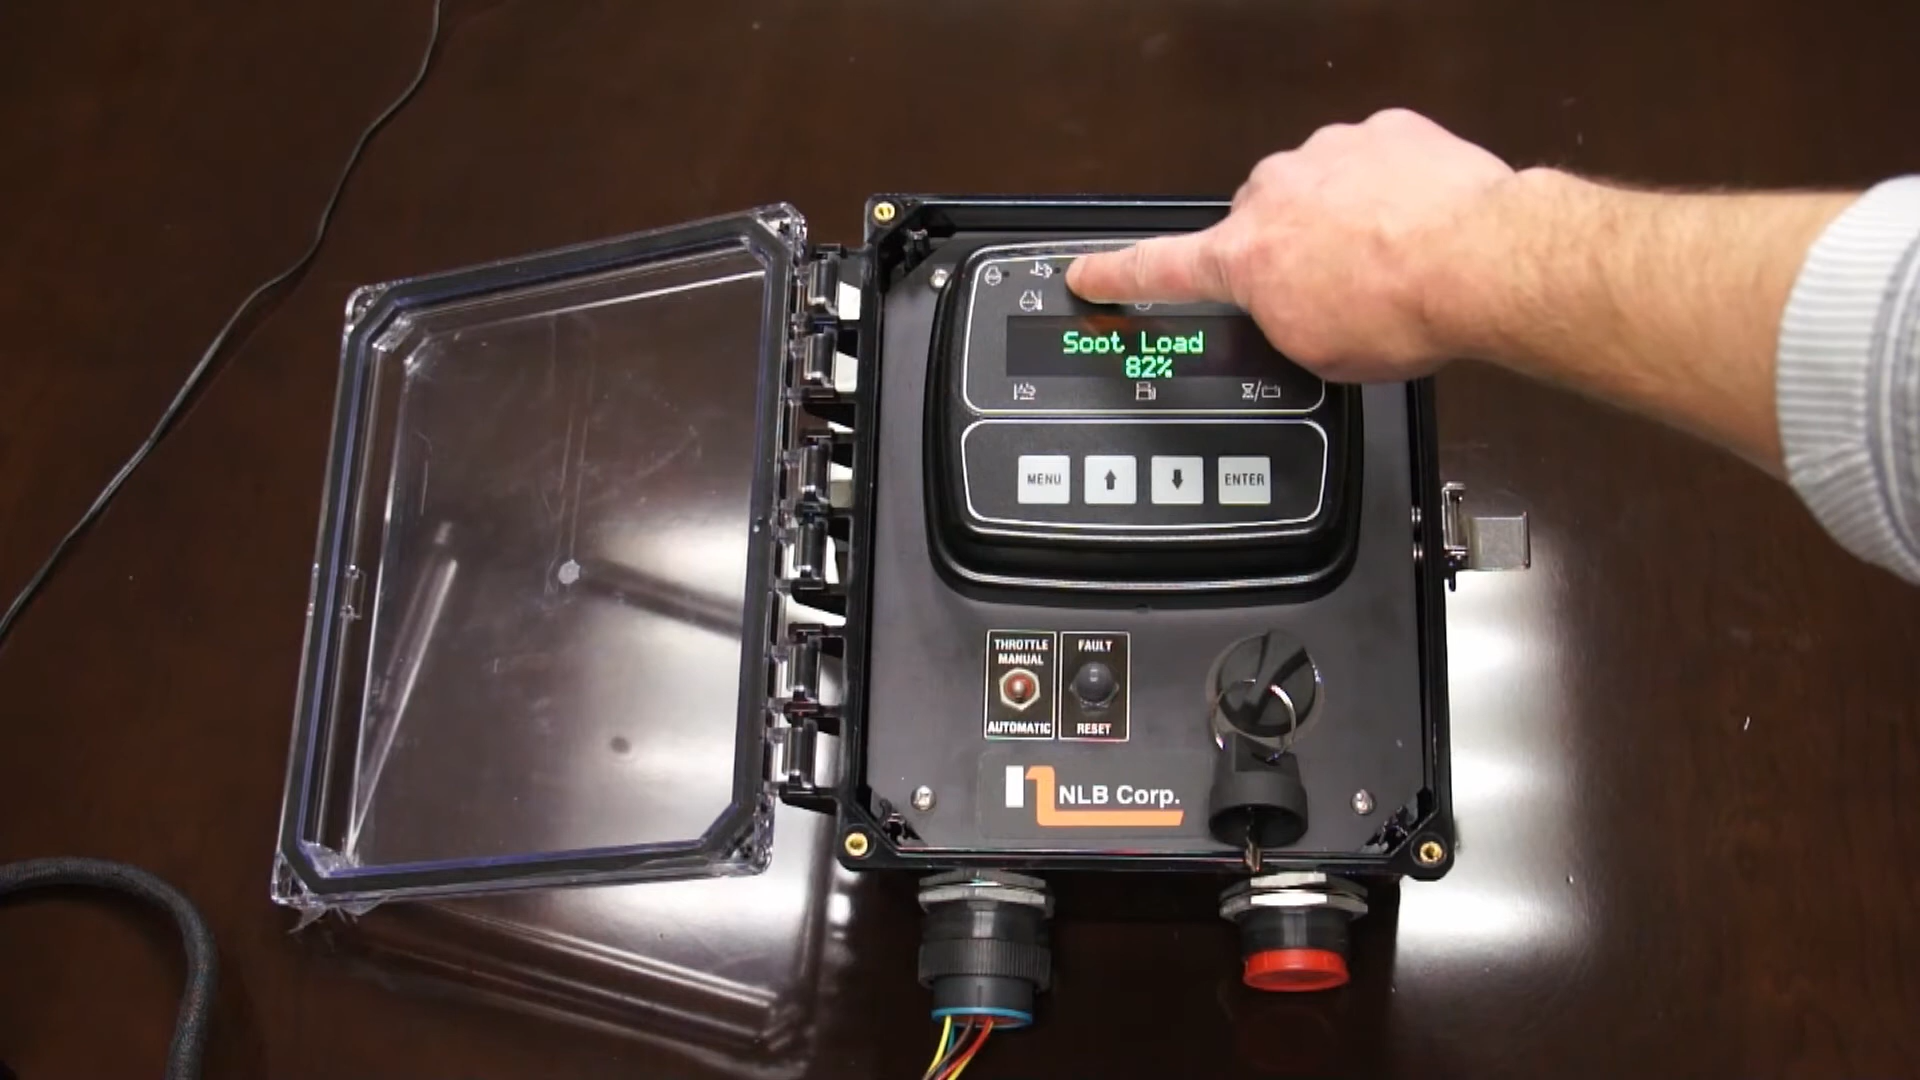 Soot Load
82%
MENU
ENTER
THROTTLE
MANUAL
AUTOMATIC
FAULT
RESET
NLB Corp.